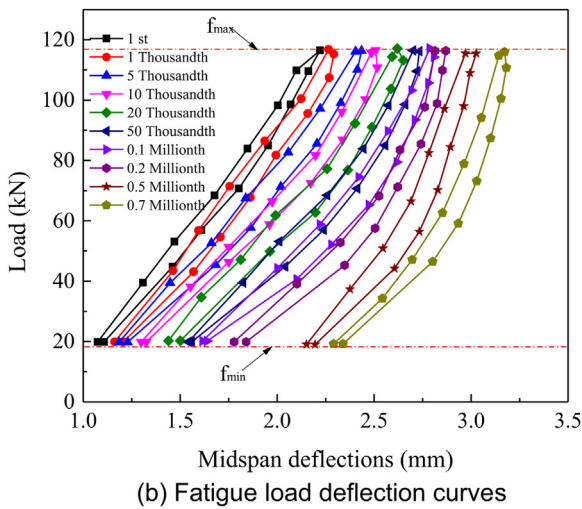 fmax
120
100
80
60
40
20
0
Load (kN)
1 st
1 Thousandth
5 Thousandth
10 Thousandth
20 Thousandth
50 Thousandth
0.1 Millionth
0.2 Millionth
0.5 Millionth
0.7 Millionth
fmin
1.0 1.5 2.0 2.5 3.0 3.5
Midspan deflections (mm)
(b) Fatigue load deflection curves